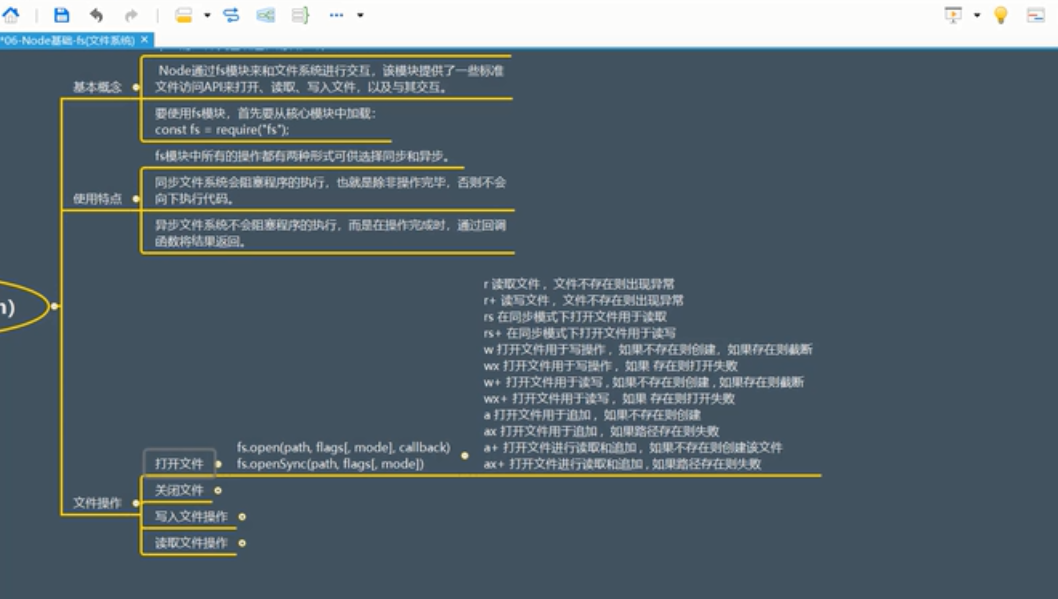 *06-Node基础-fs(文件系统)
基本概念
Node通过fs模块来和文件系统进行交互，该模块提供了一些标准
文件访问API来打开、读取、写入文件，以及与其交互。
要使用fs模块，首先要从核心模块中加载：
const fs = require("fs");
使用特点
fs模块中所有的操作都有两种形式可供选择同步和异步。
同步文件系统会阻塞程序的执行，也就是除非操作完毕，否则不会
向下执行代码。
异步文件系统不会阻塞程序的执行，而是在操作完成时，通过回调
函数将结果返回。
文件操作
打开文件
fs.open(path, flags[, mode], callback)
fs.openSync(path, flags[, mode])
r 读取文件，文件不存在则出现异常
r+ 读写文件，文件不存在则出现异常
rs 在同步模式下打开文件用于读取
rs+ 在同步模式下打开文件用于读写
w 打开文件用于写操作，如果不存在则创建，如果存在则截断
wx 打开文件用于写操作，如果 存在则打开失败
w+ 打开文件用于读写，如果不存在则创建，如果存在则截断
wx+ 打开文件用于读写，如果 存在则打开失败
a 打开文件用于追加，如果不存在则创建
ax 打开文件用于追加，如果路径存在则失败
a+ 打开文件进行读取和追加，如果不存在则创建该文件
ax+ 打开文件进行读取和追加，如果路径存在则失败
关闭文件
写入文件操作
读取文件操作